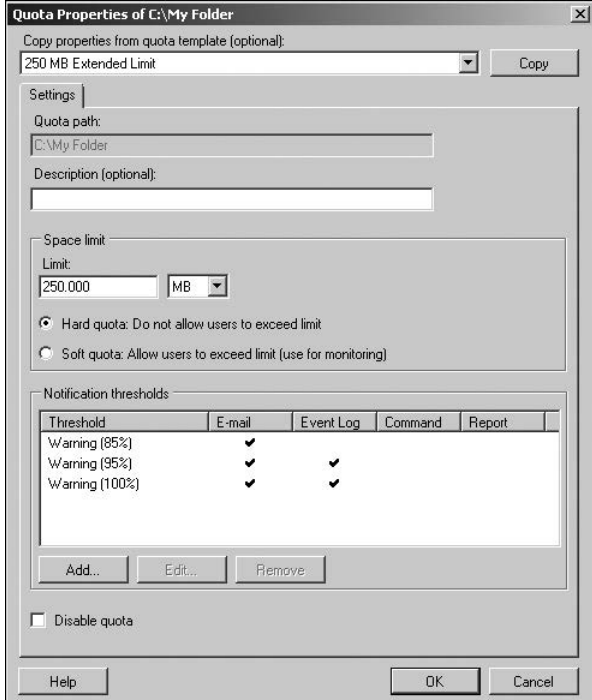 Quota Properties of C:\My Folder
Copy properties from quota template (optional):
250 MB Extended Limit
Copy
Settings
Quota path:
C:\My Folder
Description (optional):
Space limit
Limit:
250.000 MB
Hard quota: Do not allow users to exceed limit
Soft quota: Allow users to exceed limit (use for monitoring)
Notification thresholds
Threshold E-mail Event Log Command Report
Warning (85%)
Warning (95%)
Warning (100%)
Add... Edit... Remove
Disable quota
Help OK Cancel